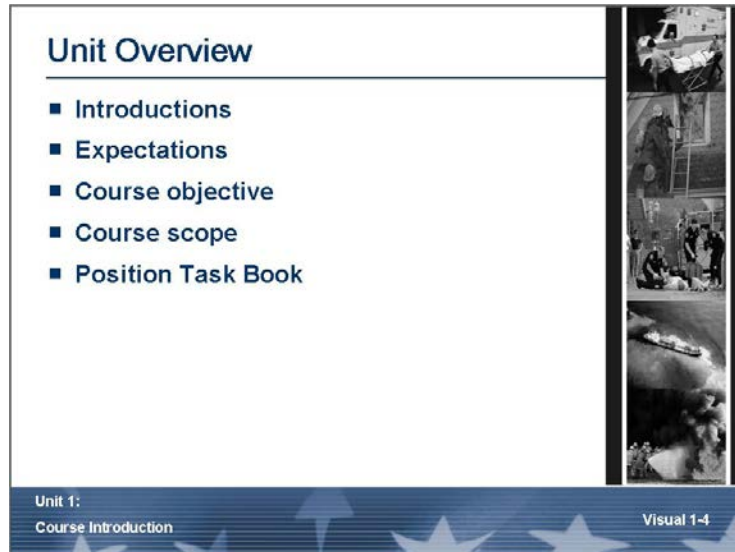 Unit Overview
Introductions
Expectations
Course objective
Course scope
Position Task Book
Unit 1:
Course Introduction
Visual 1-4